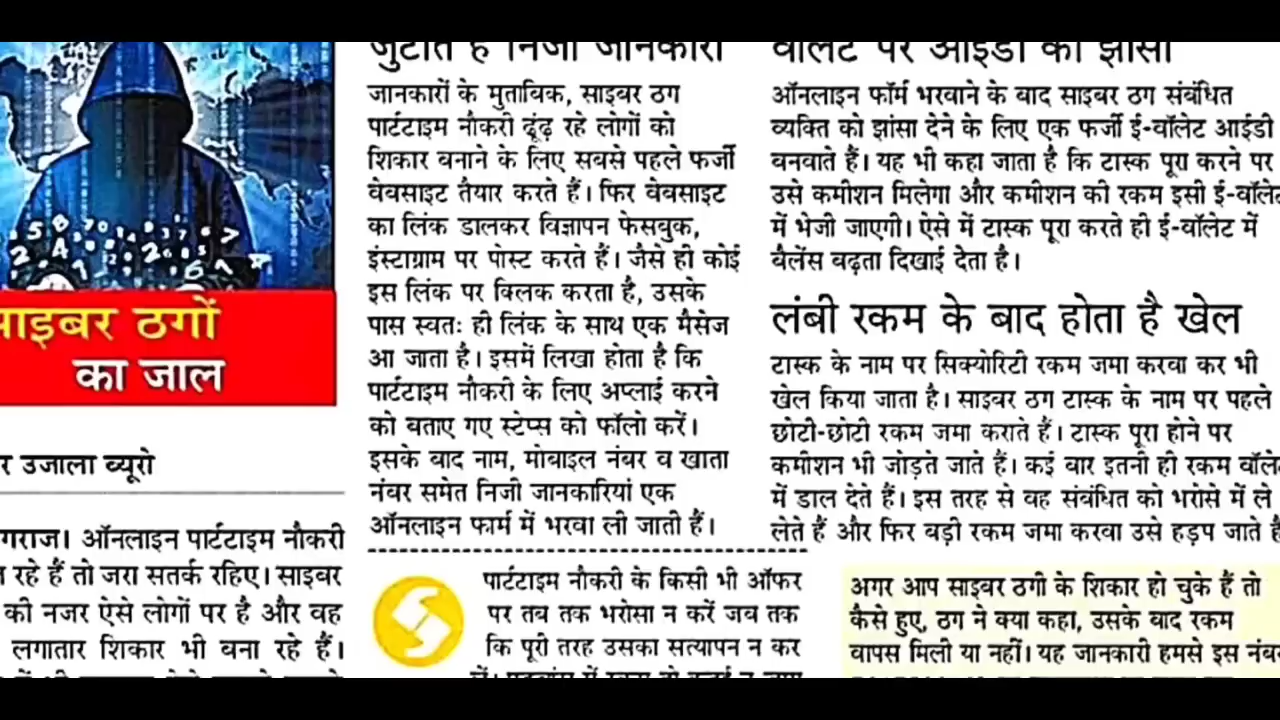 साइबर ठगों
का जाल
उजाला ब्यूरो
ऑनलाइन पार्टटाइम नौकरी
रहे हैं तो जरा सतर्क रहिए। साइबर
की नजर ऐसे लोगों पर है और वह
लगातार शिकार भी बना रहे हैं।
जुटाते हैं निजी जानकारी
जानकारों के मुताबिक, साइबर ठग
पार्टटाइम नौकरी ढूंढ़ रहे लोगों को
शिकार बनाने के लिए सबसे पहले फर्जी
वेबसाइट तैयार करते हैं। फिर वेबसाइट
का लिंक डालकर विज्ञापन फेसबुक,
इंस्टाग्राम पर पोस्ट करते हैं। जैसे ही कोई
इस लिंक पर क्लिक करता है, उसके
पास स्वतः ही लिंक के साथ एक मैसेज
आ जाता है। इसमें लिखा होता है कि
पार्टटाइम नौकरी के लिए अप्लाई करने
को बताए गए स्टेप्स को फॉलो करें।
इसके बाद नाम, मोबाइल नंबर व खाता
नंबर समेत निजी जानकारियां एक
ऑनलाइन फार्म में भरवा ली जाती हैं।
पार्टटाइम नौकरी के किसी भी ऑफर
पर तब तक भरोसा न करें जब तक
कि पूरी तरह उसका सत्यापन न कर
वॉलेट पर आईडी का झांसा
ऑनलाइन फॉर्म भरवाने के बाद साइबर ठग संबंधित
व्यक्ति को झांसा देने के लिए एक फर्जी ई-वॉलेट आईडी
बनवाते हैं। यह भी कहा जाता है कि टास्क पूरा करने पर
उसे कमीशन मिलेगा और कमीशन की रकम इसी ई-वॉलेट
में भेजी जाएगी। ऐसे में टास्क पूरा करते ही ई-वॉलेट में
बैलेंस बढ़ता दिखाई देता है।
लंबी रकम के बाद होता है खेल
टास्क के नाम पर सिक्योरिटी रकम जमा करवा कर भी
खेल किया जाता है। साइबर ठग टास्क के नाम पर पहले
छोटी-छोटी रकम जमा कराते हैं। टास्क पूरा होने पर
कमीशन भी जोड़ते जाते हैं। कई बार इतनी ही रकम वॉलेट
में डाल देते हैं। इस तरह से वह संबंधित को भरोसे में ले
लेते हैं और फिर बड़ी रकम जमा करवा उसे हड़प जाते हैं
अगर आप साइबर ठगी के शिकार हो चुके हैं तो
कैसे हुए, ठग ने क्या कहा, उसके बाद रकम
वापस मिली या नहीं। यह जानकारी हमसे इस नंबर